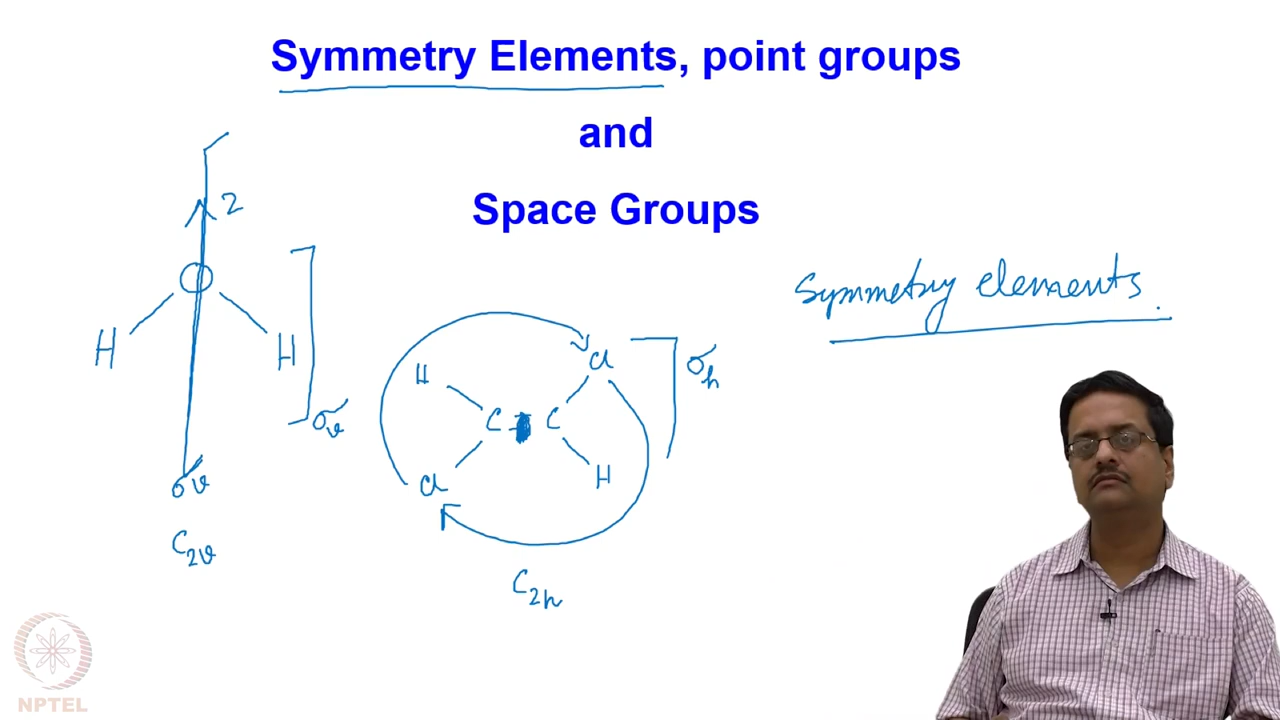 Symmetry Elements, point groups
and
Space Groups
2
H
H
σv
σv
C2v
H
Cl
C
C
Cl
H
σh
C2h
Symmetry elements.
NPTEL